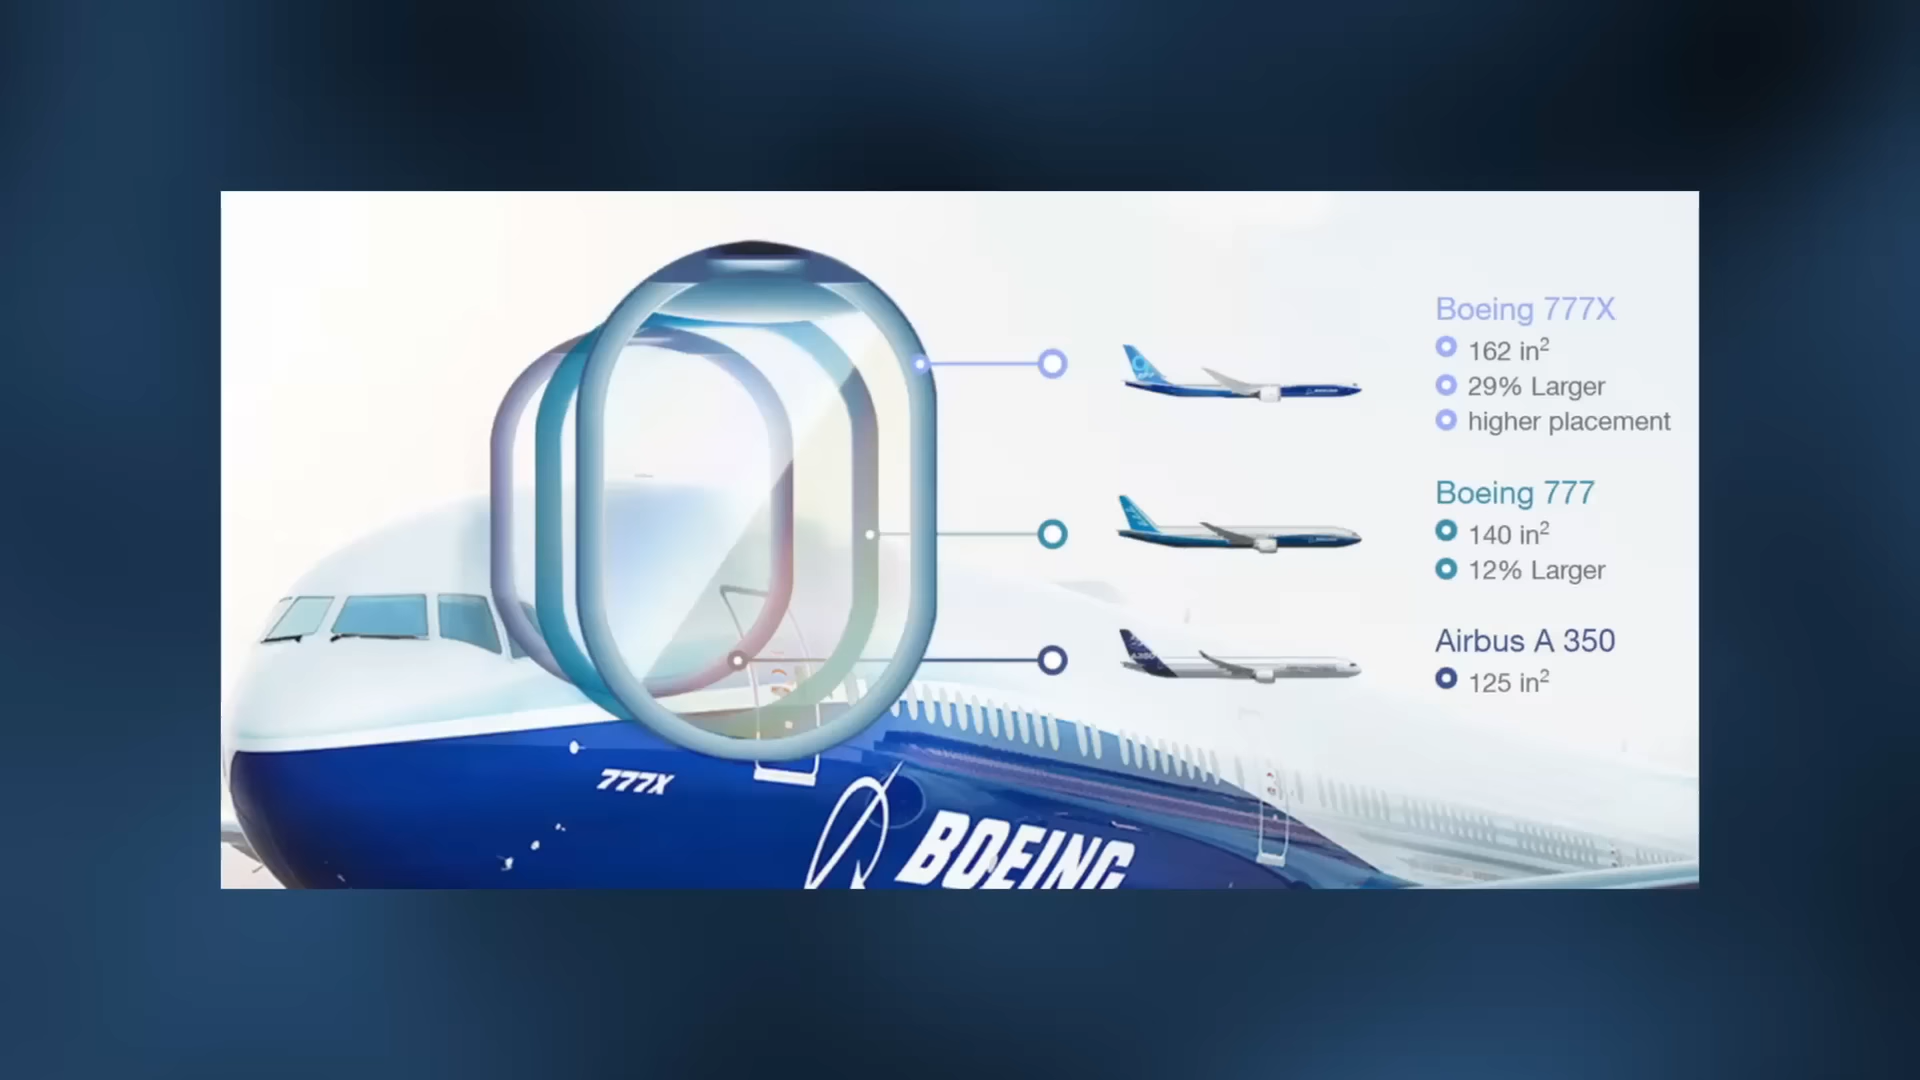 Boeing 777X
162 in²
29% Larger
higher placement
Boeing 777
140 in²
12% Larger
Airbus A 350
125 in²
777X
BOEING